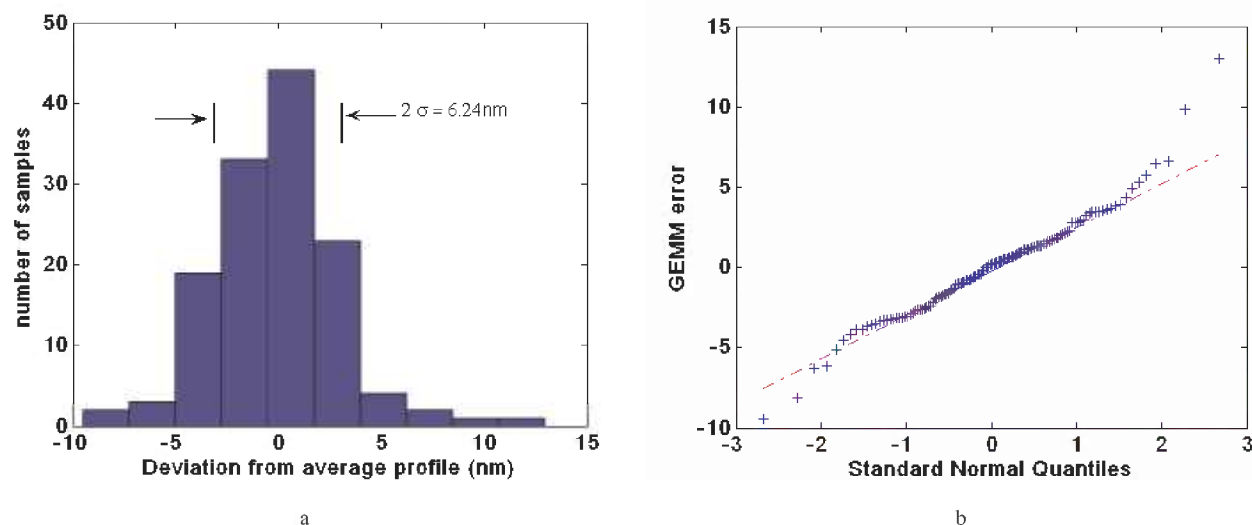 50
40
30
20
10
0
number of samples
2 σ = 6.24nm
-10 -5 0 5 10 15
Deviation from average profile (nm)
a
15
10
5
0
-5
-10
GEMM error
-3 -2 -1 0 1 2 3
Standard Normal Quantiles
b